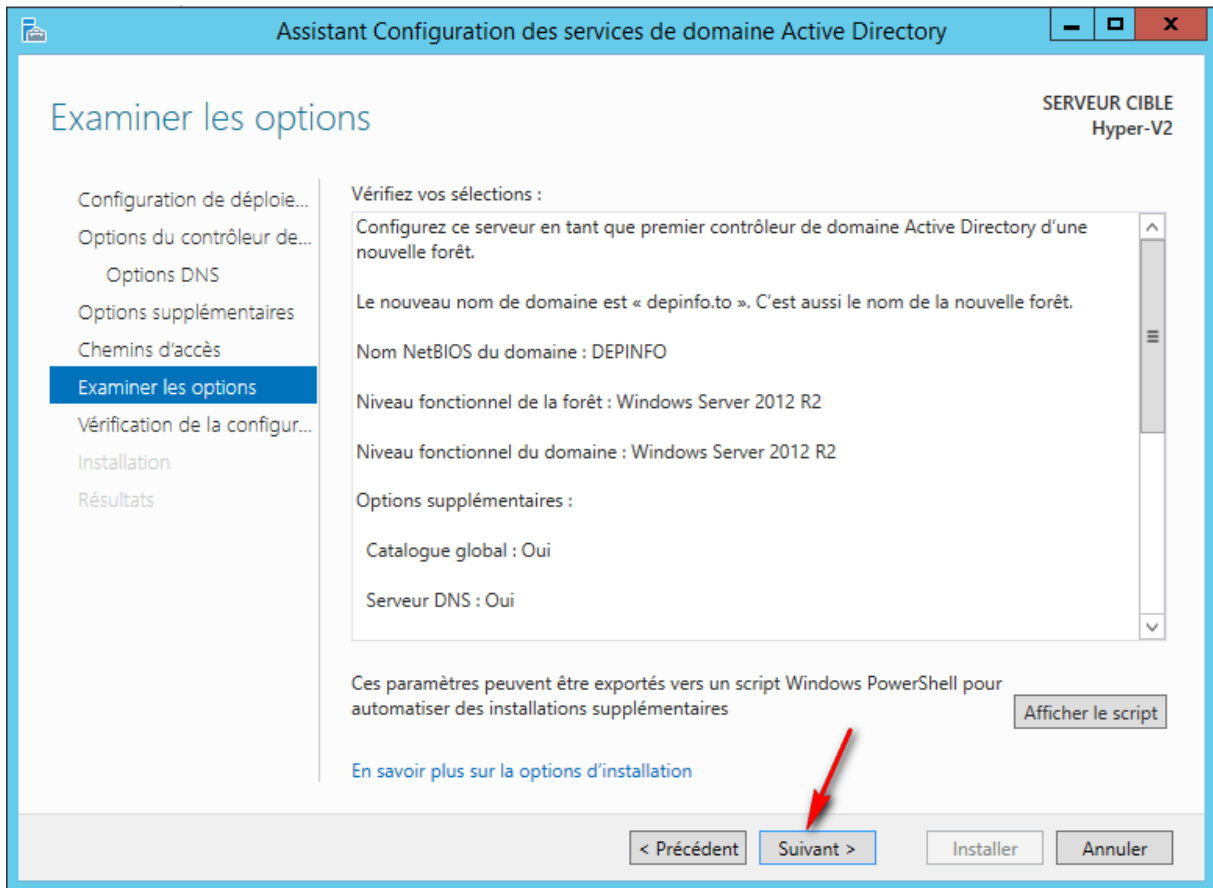 Assistant Configuration des services de domaine Active Directory
Examiner les options
SERVEUR CIBLE
Hyper-V2
Configuration de déploie...
Options du contrôleur de...
Options DNS
Options supplémentaires
Chemins d'accès
Examiner les options
Vérification de la configur...
Installation
Résultats
Vérifiez vos sélections :
Configurez ce serveur en tant que premier contrôleur de domaine Active Directory d'une
nouvelle forêt.
Le nouveau nom de domaine est « depinfo.to ». C'est aussi le nom de la nouvelle forêt.
Nom NetBIOS du domaine : DEPINFO
Niveau fonctionnel de la forêt : Windows Server 2012 R2
Niveau fonctionnel du domaine : Windows Server 2012 R2
Options supplémentaires :
Catalogue global : Oui
Serveur DNS : Oui
Ces paramètres peuvent être exportés vers un script Windows PowerShell pour
automatiser des installations supplémentaires
Afficher le script
En savoir plus sur la options d'installation
< Précédent
Suivant >
Installer
Annuler